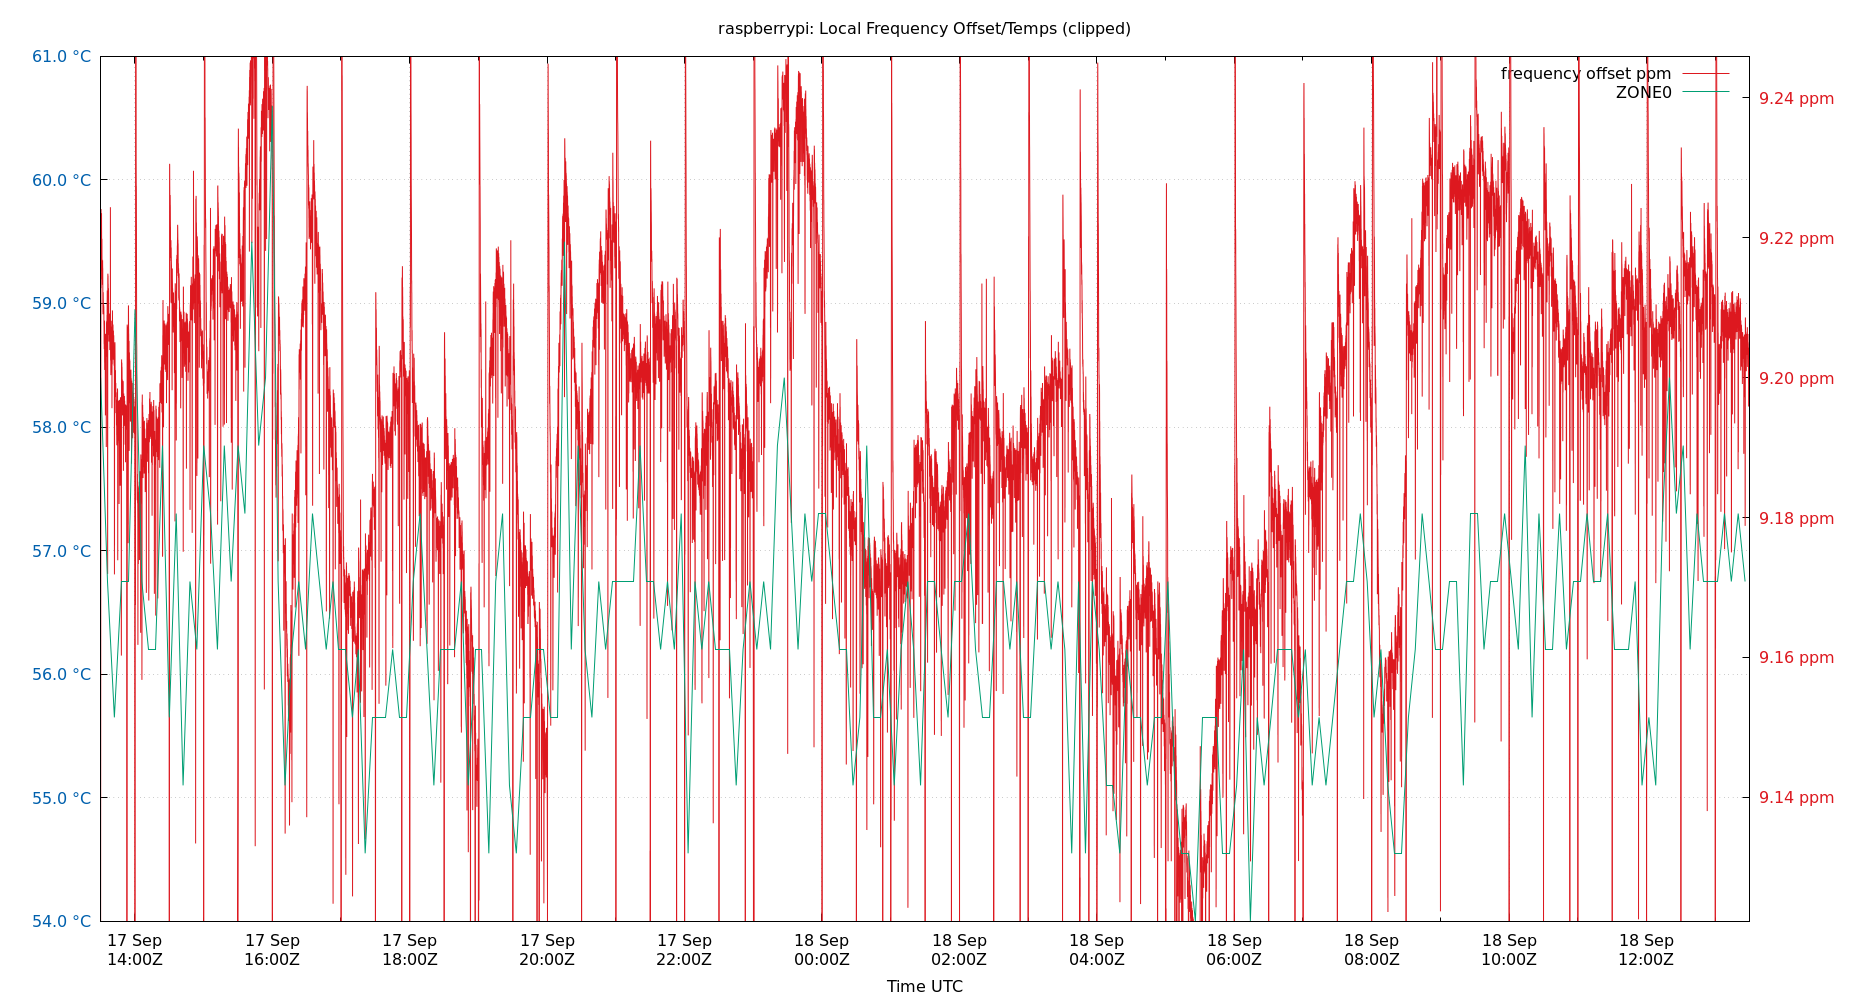 raspberrypi: Local Frequency Offset/Temps (clipped)
61.0 °C
60.0 °C
59.0 °C
58.0 °C
57.0 °C
56.0 °C
55.0 °C
54.0 °C
frequency offset ppm
ZONE0
9.24 ppm
9.22 ppm
9.20 ppm
9.18 ppm
9.16 ppm
9.14 ppm
17 Sep 17 Sep 17 Sep 17 Sep 17 Sep 18 Sep 18 Sep 18 Sep 18 Sep 18 Sep 18 Sep 18 Sep
14:00Z 16:00Z 18:00Z 20:00Z 22:00Z 00:00Z 02:00Z 04:00Z 06:00Z 08:00Z 10:00Z 12:00Z
Time UTC